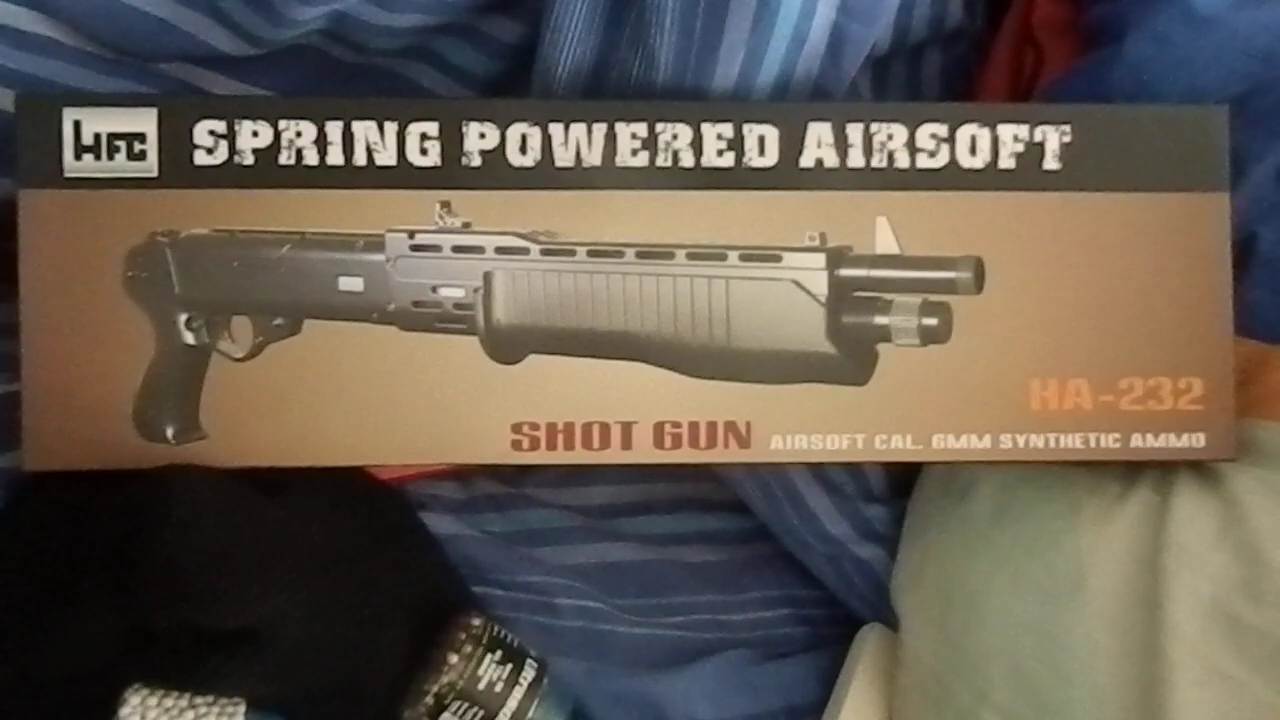 HFC SPRING POWERED AIRSOFT
HA-232
SHOT GUN AIRSOFT CAL. 6MM SYNTHETIC AMMO